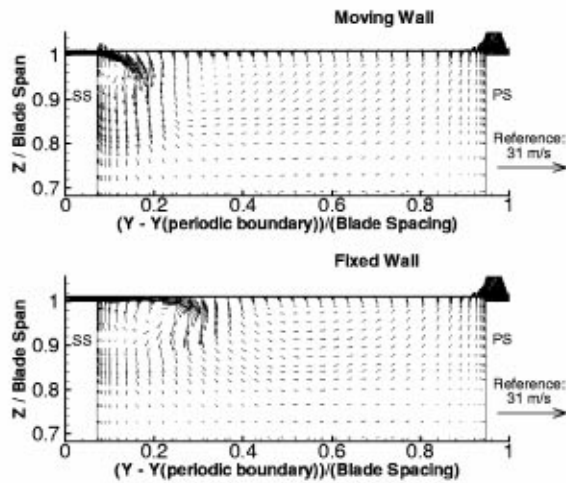 Moving Wall
Z / Blade Span
1
0.9
0.8
0.7
SS
PS
Reference:
31 m/s
0 0.2 0.4 0.6 0.8 1
(Y - Y(periodic boundary))/(Blade Spacing)
Fixed Wall
Z / Blade Span
1
0.9
0.8
0.7
SS
PS
Reference:
31 m/s
0 0.2 0.4 0.6 0.8 1
(Y - Y(periodic boundary))/(Blade Spacing)